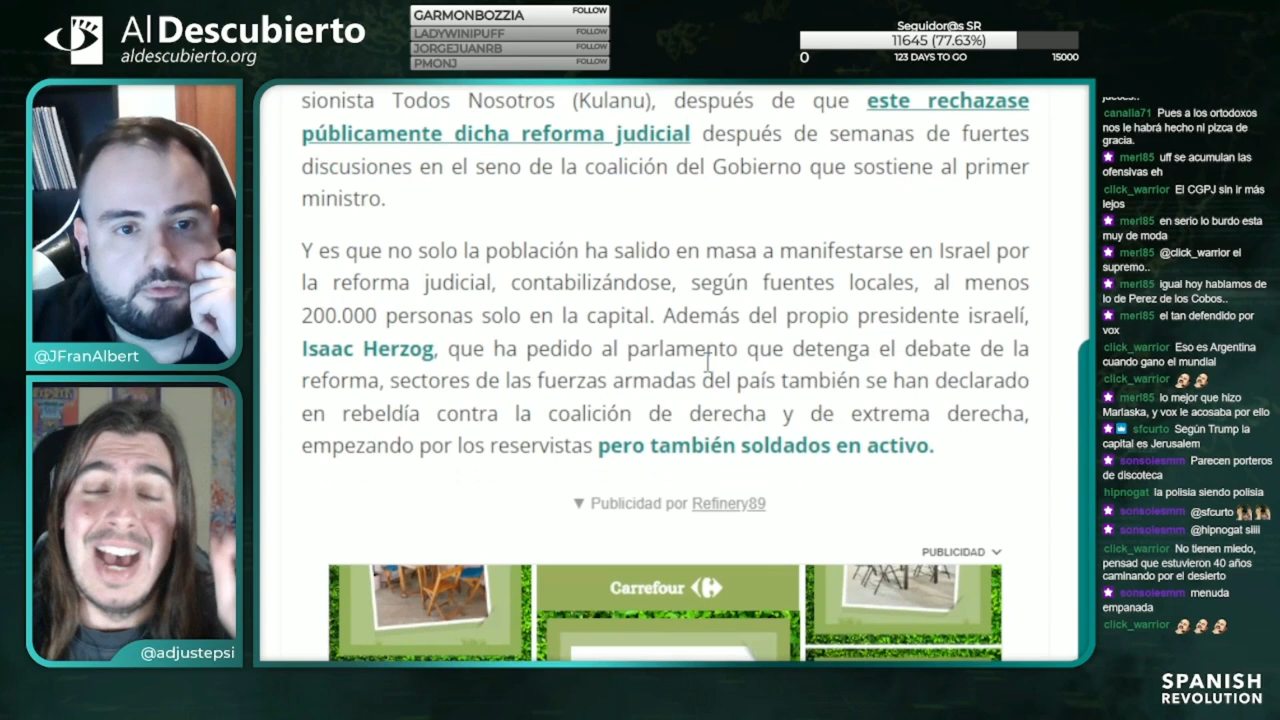 Al Descubierto
aldescubierto.org
GARMONBOZZIA FOLLOW
LADYWINIPUFF FOLLOW
JORGEJUANRB FOLLOW
PMONJ FOLLOW
Seguidor@s SR
11645 (77.63%)
0 123 DAYS TO GO 15000
@JFranAlbert
@adjustepsi
sionista Todos Nosotros (Kulanu), después de que este rechazase
públicamente dicha reforma judicial después de semanas de fuertes
discusiones en el seno de la coalición del Gobierno que sostiene al primer
ministro.
Y es que no solo la población ha salido en masa a manifestarse en Israel por
la reforma judicial, contabilizándose, según fuentes locales, al menos
200.000 personas solo en la capital. Además del propio presidente israelí,
Isaac Herzog, que ha pedido al parlamento que detenga el debate de la
reforma, sectores de las fuerzas armadas del país también se han declarado
en rebeldía contra la coalición de derecha y de extrema derecha,
empezando por los reservistas pero también soldados en activo.
▼ Publicidad por Refinery89
PUBLICIDAD
Carrefour
canalla71 Pues a los ortodoxos
nos le habrá hecho ni pizca de
gracia.
merl85 uff se acumulan las
ofensivas eh
click_warrior El CGPJ sin ir más
lejos
merl85 en serio lo burdo esta
muy de moda
merl85 @click_warrior el
supremo..
merl85 Igual hoy hablamos de
lo de Perez de los Cobos..
merl85 el tan defendido por
vox
click_warrior Eso es Argentina
cuando gano el mundial
click_warrior
merl85 lo mejor que hizo
Marlaska, y vox le acosaba por ello
sfcurto Según Trump la
capital es Jerusalem
sonsolesmm Parecen porteros
de discoteca
hipnogat la polisia siendo polisia
sonsolesmm @sfcurto
sonsolesmm @hipnogat siiii
click_warrior No tienen miedo,
pensad que estuvieron 40 años
caminando por el desierto
sonsolesmm menuda
empanada
click_warrior
SPANISH
REVOLUTION